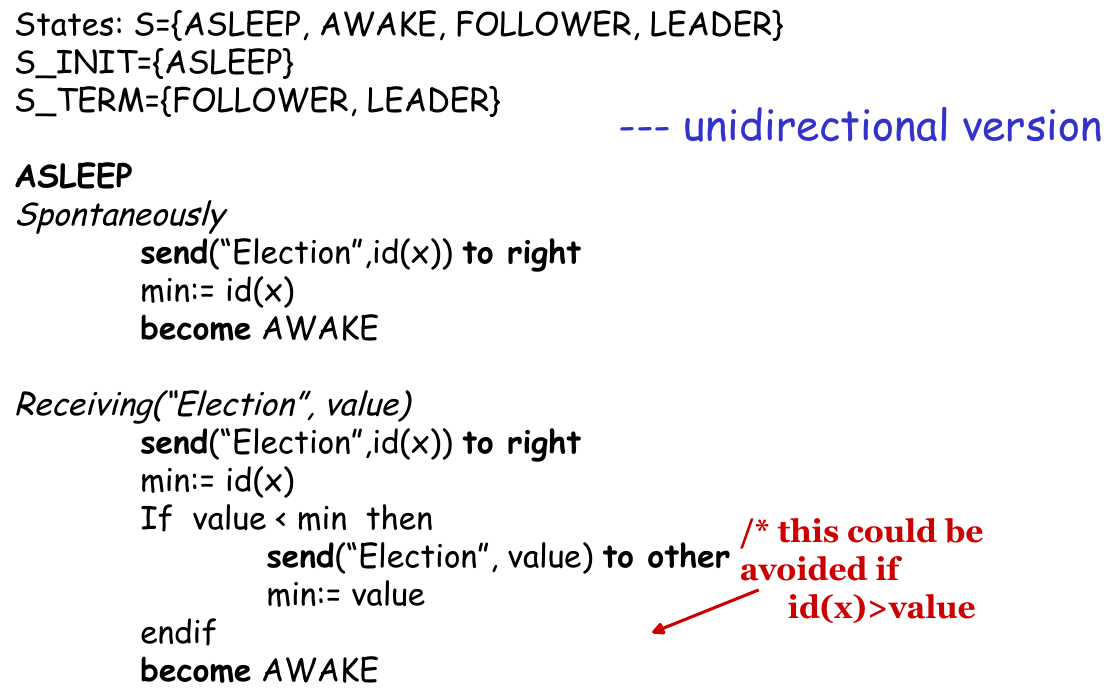 States: S={ASLEEP, AWAKE, FOLLOWER, LEADER}
S_INIT={ASLEEP}
S_TERM={FOLLOWER, LEADER}
--- unidirectional version
ASLEEP
Spontaneously
send(“Election”,id(x)) to right
min:= id(x)
become AWAKE
Receiving(“Election”, value)
send(“Election”,id(x)) to right
min:= id(x)
If value < min then
send(“Election”, value) to other
min:= value
endif
become AWAKE
/* this could be
avoided if
id(x)>value